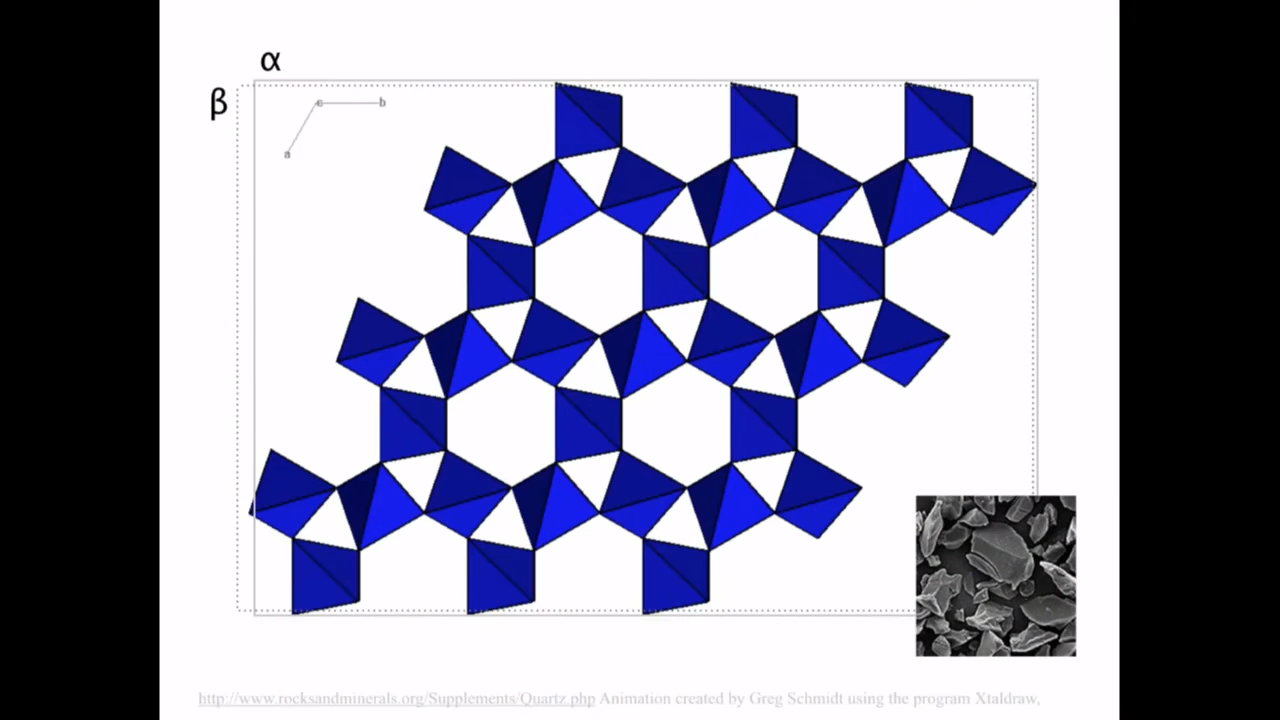 α
β
c b
a
http://www.rocksandminerals.org/Supplements/Quartz.php Animation created by Greg Schmidt using the program Xtaldraw,